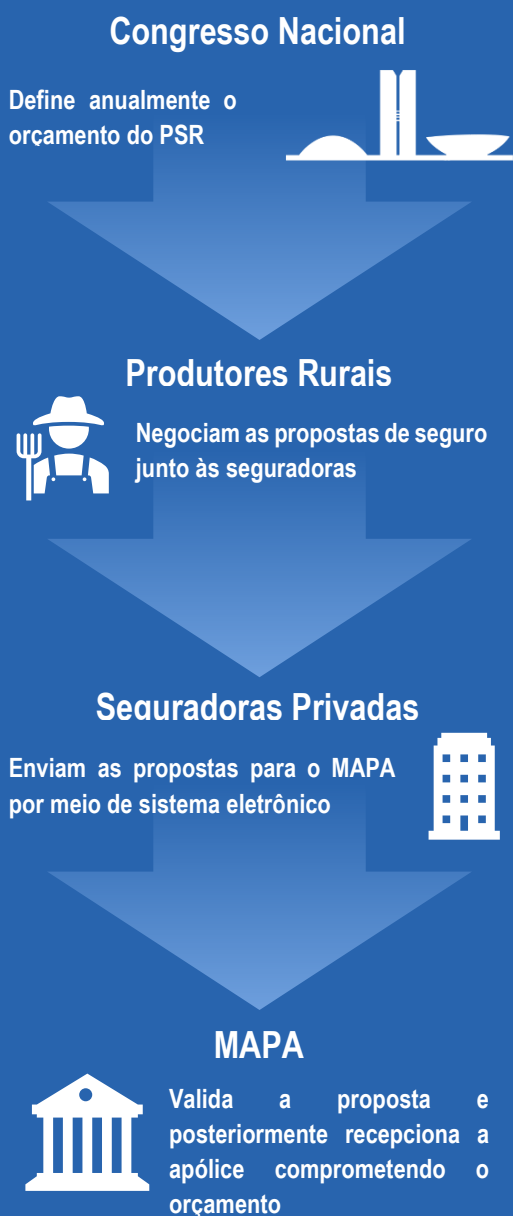 Congresso Nacional
Define anualmente o
orçamento do PSR
Produtores Rurais
Negociam as propostas de seguro
junto às seguradoras
Seguradoras Privadas
Enviam as propostas para o MAPA
por meio de sistema eletrônico
MAPA
Valida a proposta e
posteriormente recepciona a
apólice comprometendo o
orçamento